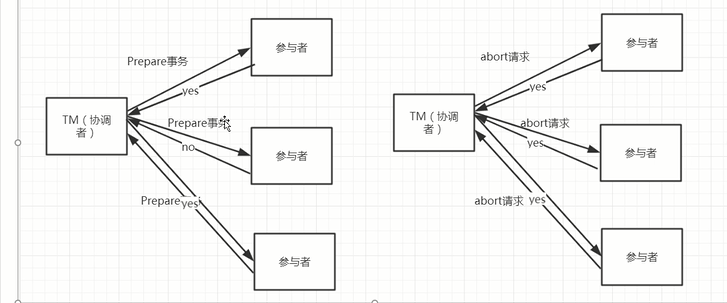 参与者
Prepare事务
yes
TM（协调
者）
Prepare事务
no
参与者
Prepare
yes
参与者
参与者
abort请求
yes
TM（协调
者）
abort请求
yes
参与者
abort请求
yes
参与者